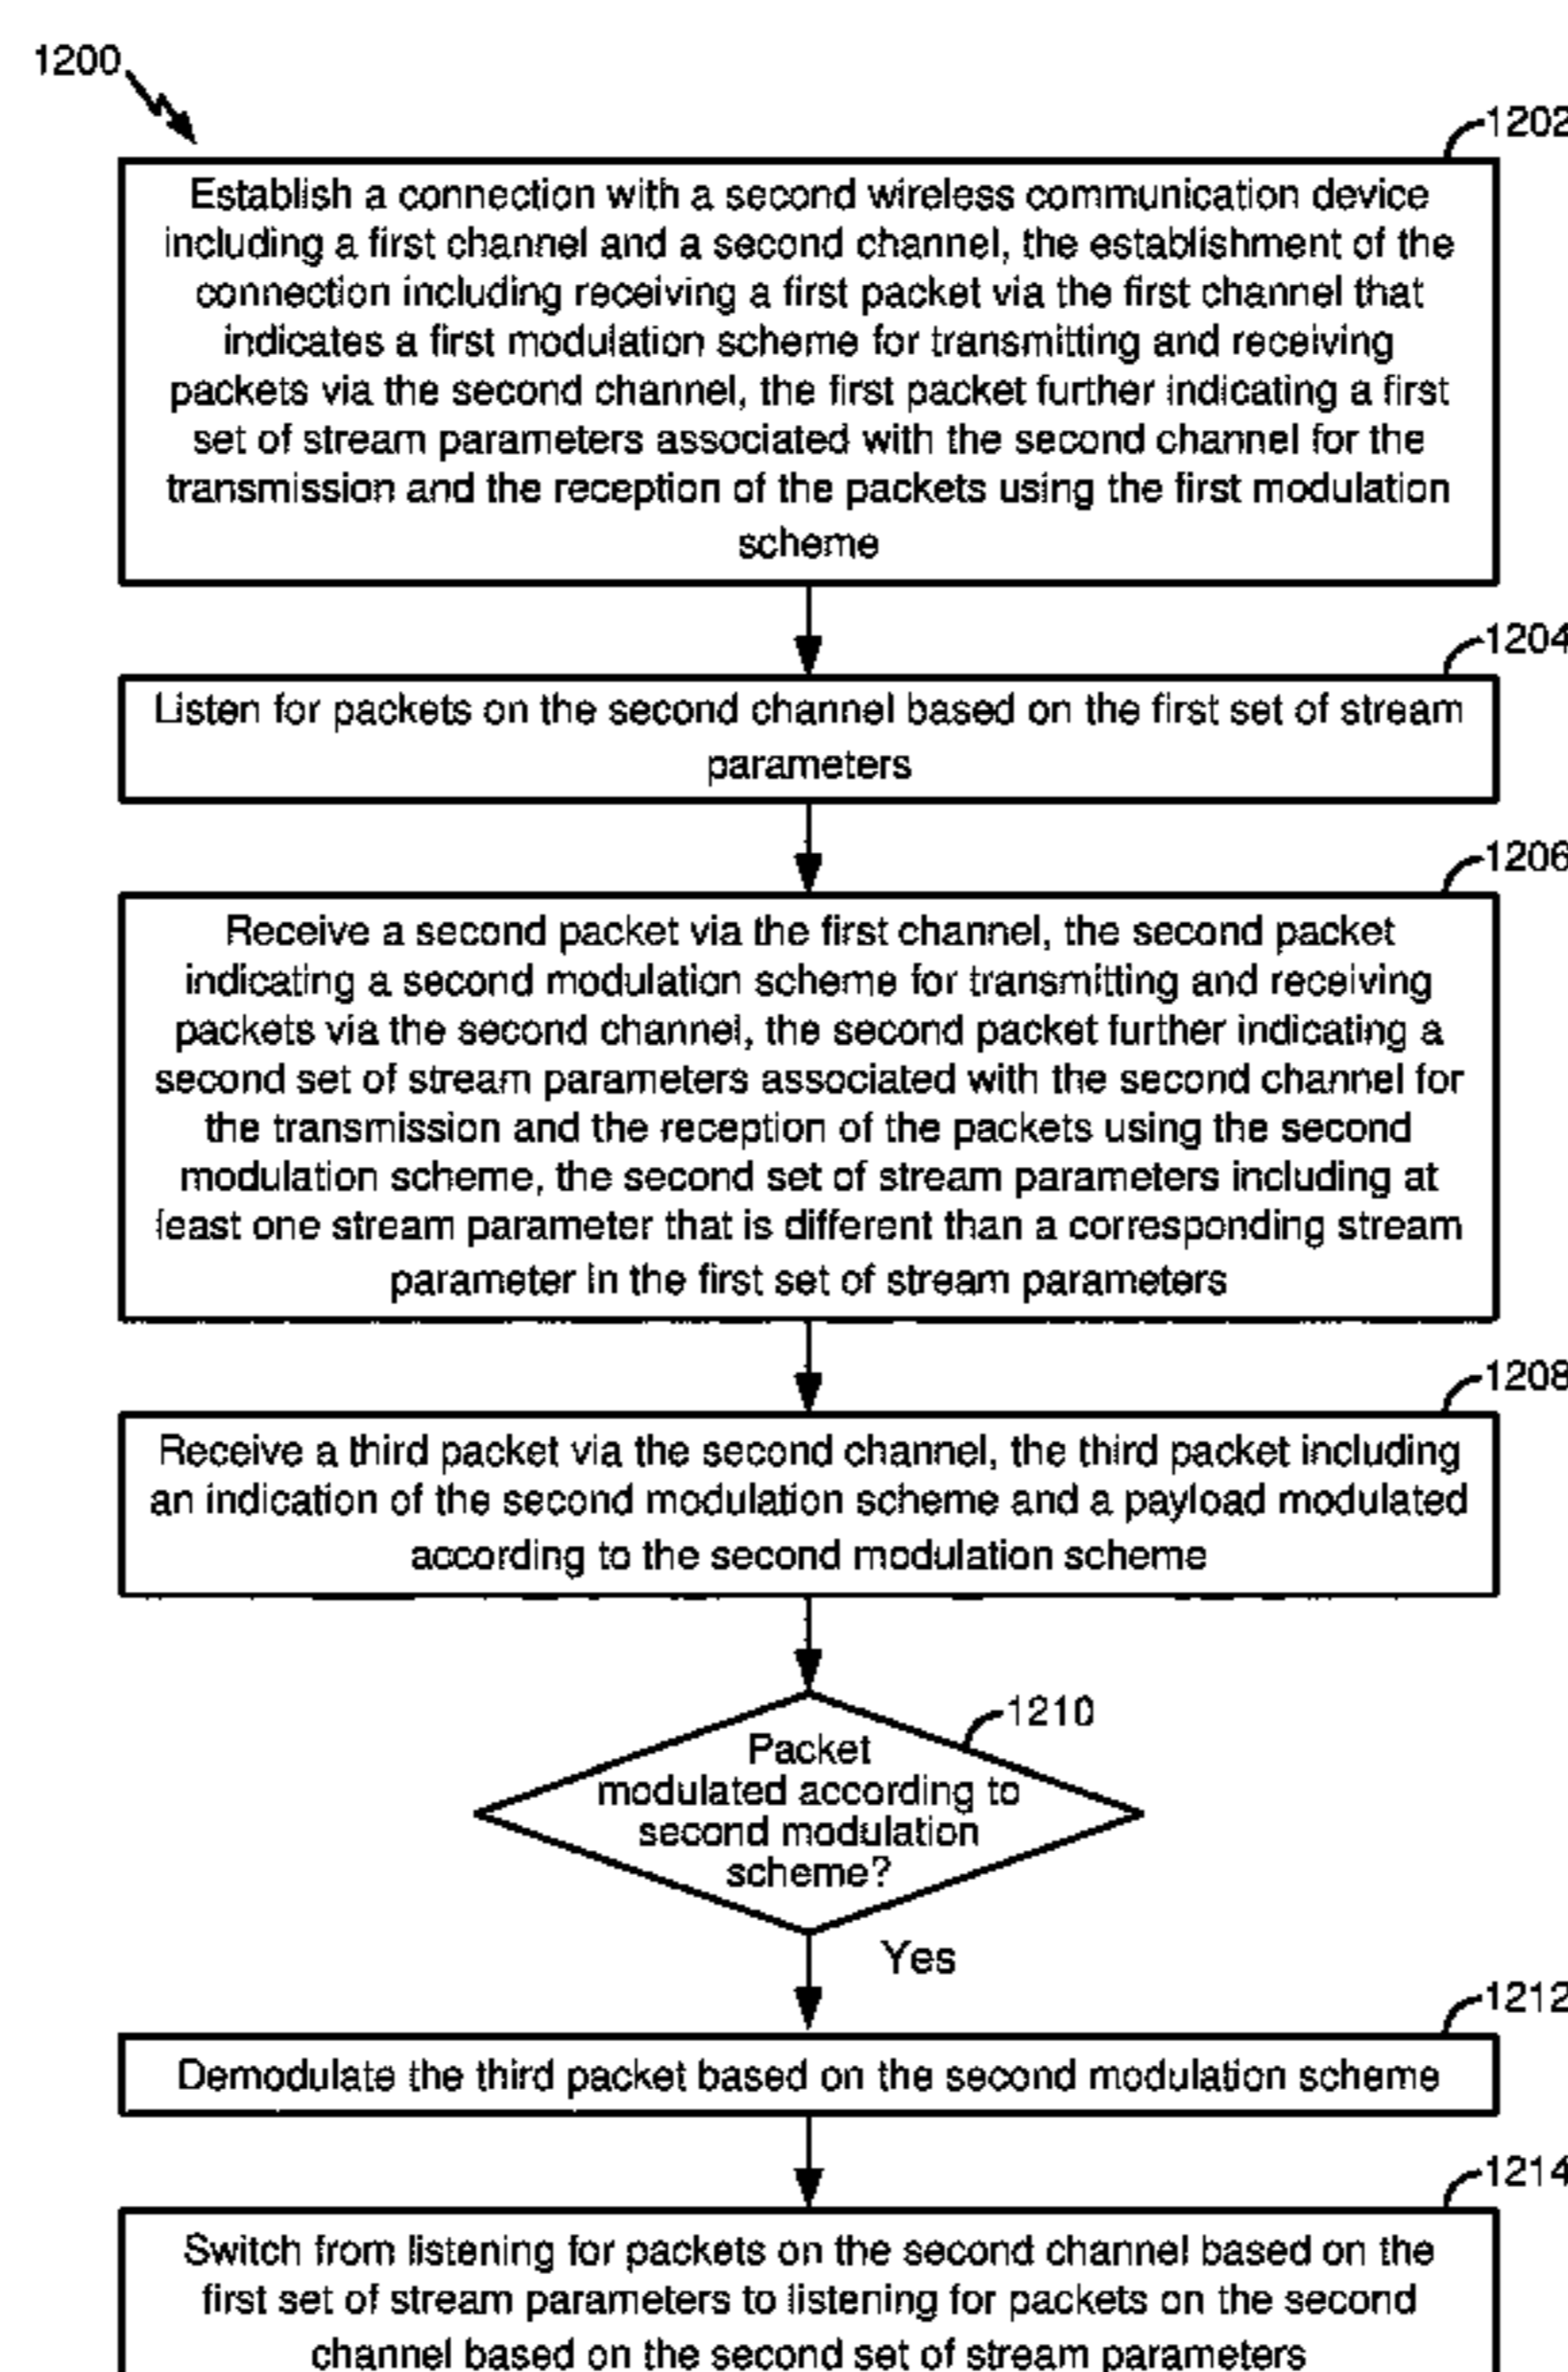 1200
1202
Establish a connection with a second wireless communication device
including a first channel and a second channel, the establishment of the
connection including receiving a first packet via the first channel that
indicates a first modulation scheme for transmitting and receiving
packets via the second channel, the first packet further indicating a first
set of stream parameters associated with the second channel for the
transmission and the reception of the packets using the first modulation
scheme
1204
Listen for packets on the second channel based on the first set of stream
parameters
1206
Receive a second packet via the first channel, the second packet
indicating a second modulation scheme for transmitting and receiving
packets via the second channel, the second packet further indicating a
second set of stream parameters associated with the second channel for
the transmission and the reception of the packets using the second
modulation scheme, the second set of stream parameters including at
least one stream parameter that is different than a corresponding stream
parameter in the first set of stream parameters
1208
Receive a third packet via the second channel, the third packet including
an indication of the second modulation scheme and a payload modulated
according to the second modulation scheme
1210
Packet
modulated according to
second modulation
scheme?
Yes
1212
Demodulate the third packet based on the second modulation scheme
1214
Switch from listening for packets on the second channel based on the
first set of stream parameters to listening for packets on the second
channel based on the second set of stream parameters